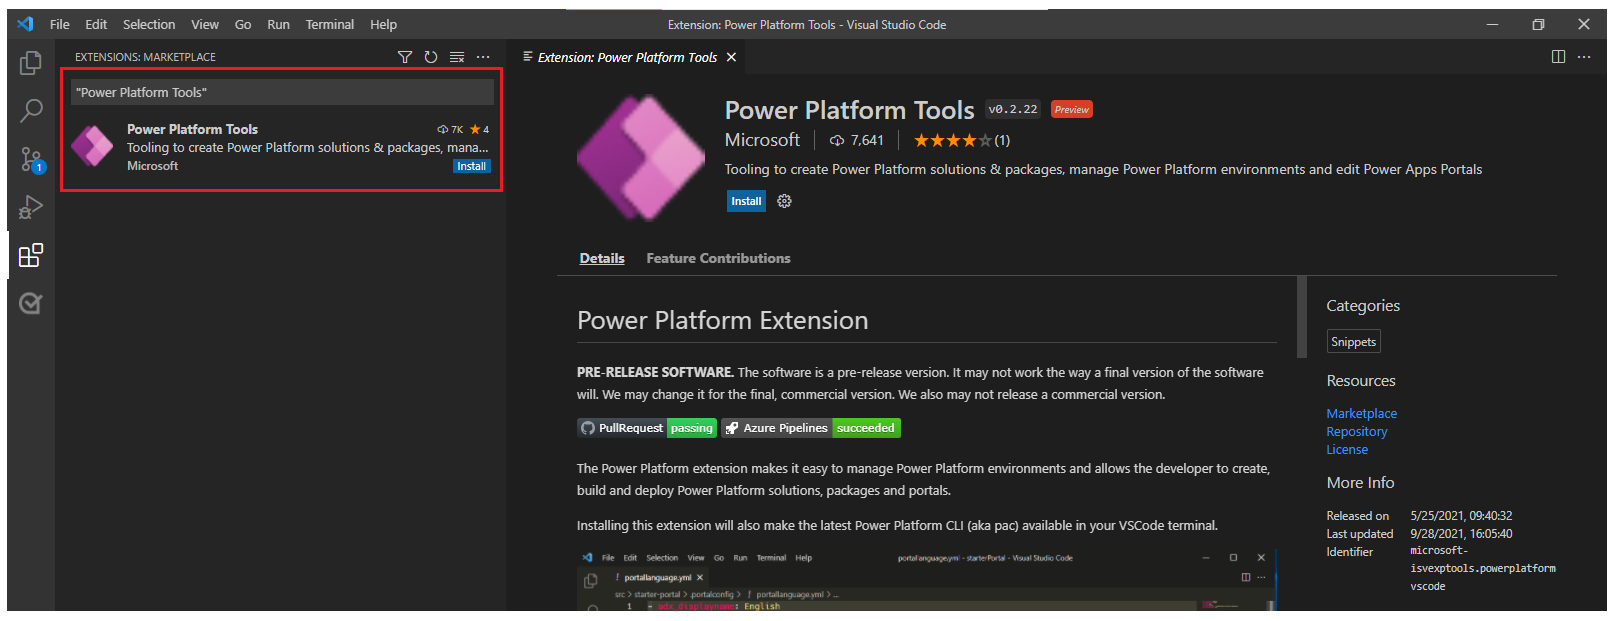 File Edit Selection View Go Run Terminal Help
Extension: Power Platform Tools - Visual Studio Code
EXTENSIONS: MARKETPLACE
"Power Platform Tools"
Power Platform Tools 7K 4
Tooling to create Power Platform solutions & packages, mana...
Microsoft Install
1
Extension: Power Platform Tools
Power Platform Tools v0.2.22 Preview
Microsoft 7,641 (1)
Tooling to create Power Platform solutions & packages, manage Power Platform environments and edit Power Apps Portals
Install
Details Feature Contributions
Power Platform Extension
PRE-RELEASE SOFTWARE. The software is a pre-release version. It may not work the way a final version of the software
will. We may change it for the final, commercial version. We also may not release a commercial version.
PullRequest passing Azure Pipelines succeeded
The Power Platform extension makes it easy to manage Power Platform environments and allows the developer to create,
build and deploy Power Platform solutions, packages and portals.
Installing this extension will also make the latest Power Platform CLI (aka pac) available in your VSCode terminal.
File Edit Selection View Go Run Terminal Help
portallanguage.yml - starterPortal - Visual Studio Code
! portallanguage.yml
src > starter-portal > .portalconfig > ! portallanguage.yml > ...
1 - adx_displayname: English
Categories
Snippets
Resources
Marketplace
Repository
License
More Info
Released on 5/25/2021, 09:40:32
Last updated 9/28/2021, 16:05:40
Identifier microsoft-
isvexptools.powerplatform
vscode